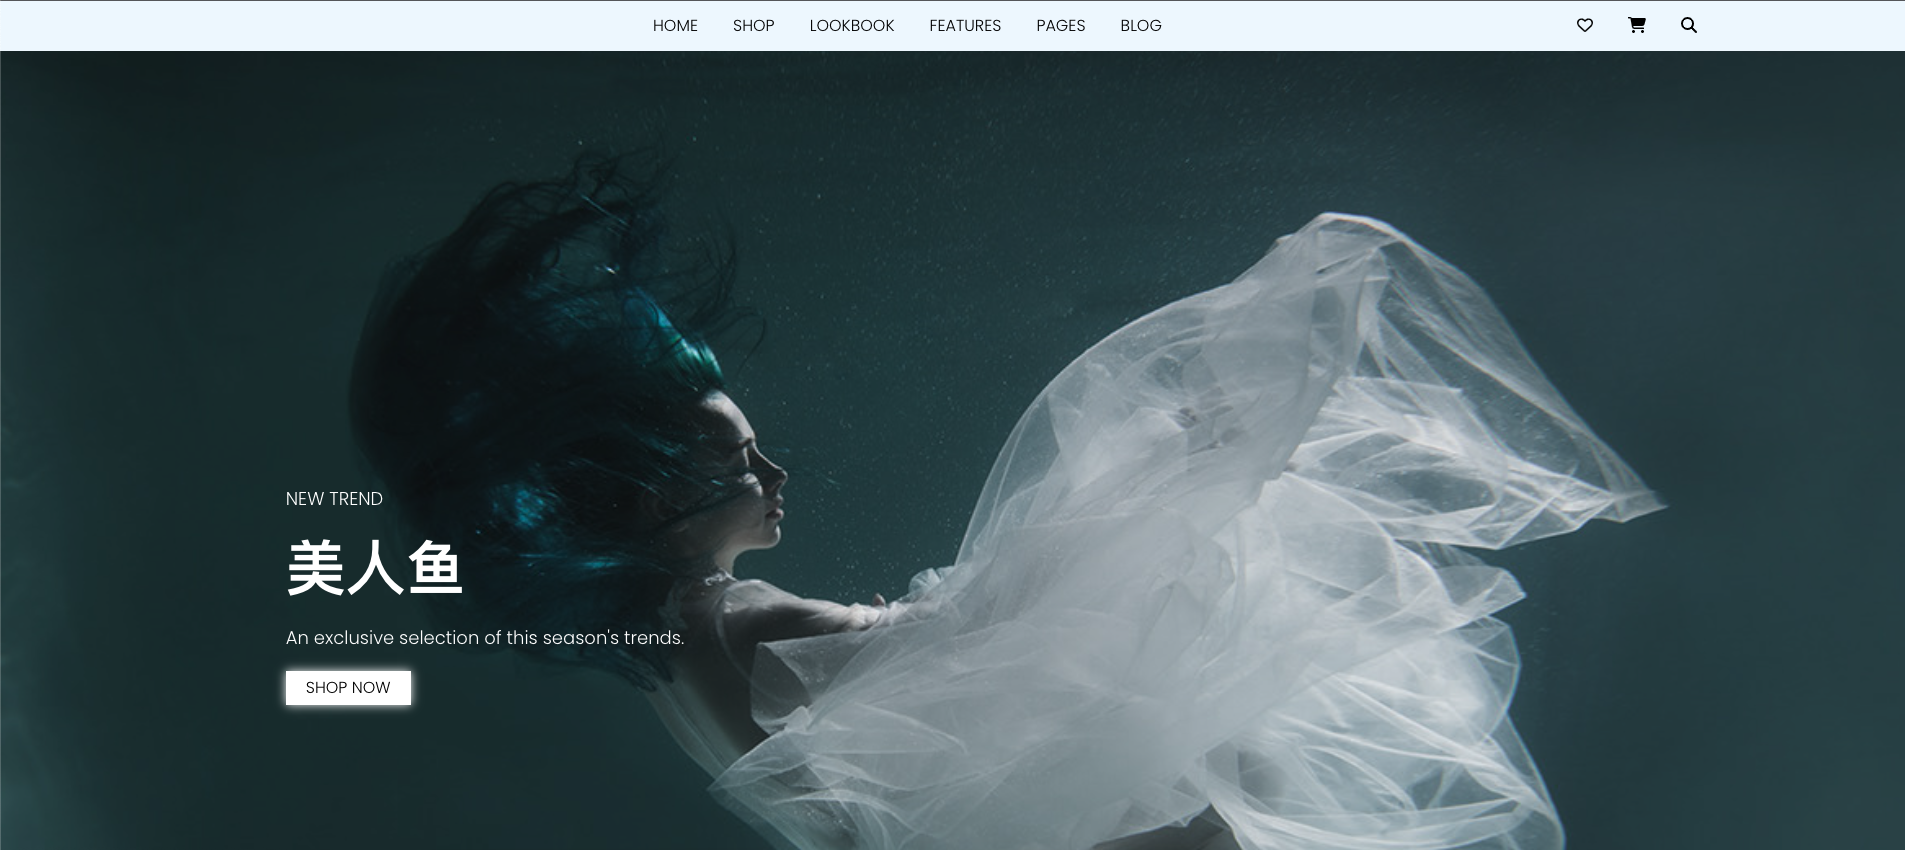 HOME SHOP LOOKBOOK FEATURES PAGES BLOG
NEW TREND
美人鱼
An exclusive selection of this season's trends.
SHOP NOW